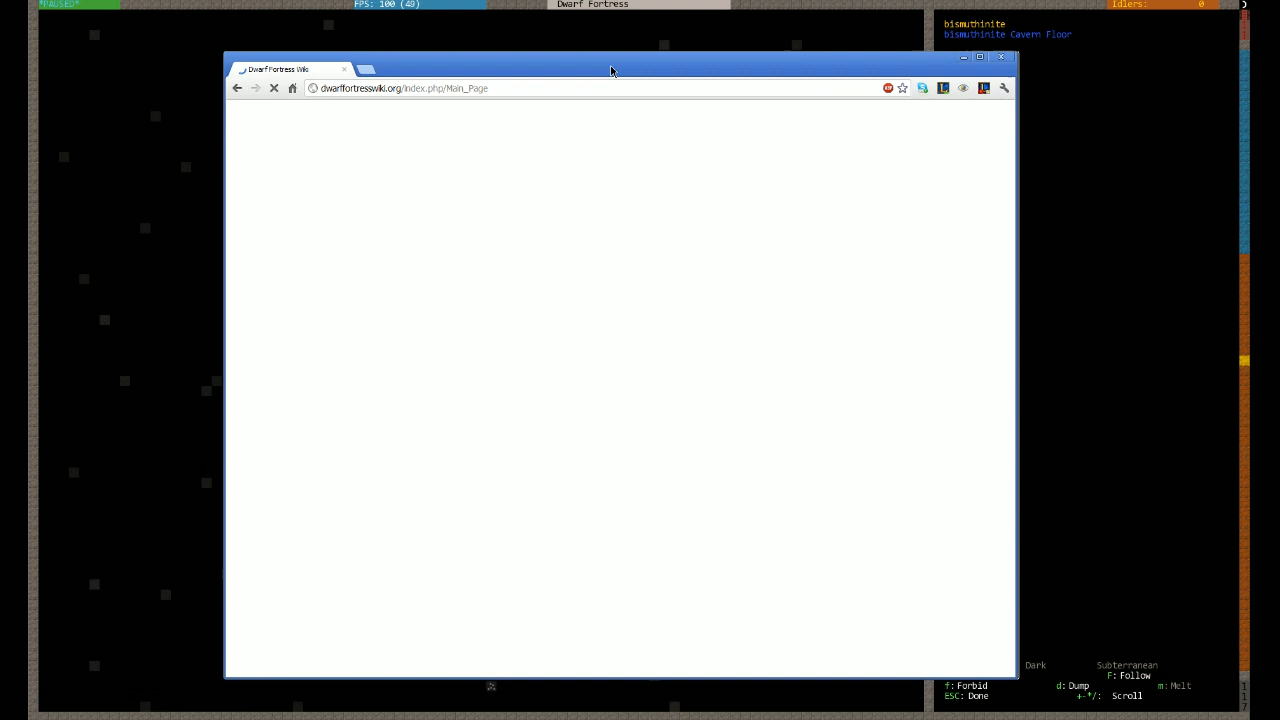 *PAUSED*
FPS: 100 (49)
Dwarf Fortress
Idlers: 0
bismuthinite
bismuthinite Cavern Floor
Dwarf Fortress Wiki
dwarffortresswiki.org/index.php/Main_Page
Dark Subterranean
F: Follow
f: Forbid d: Dump m: Melt
ESC: Done +-*/: Scroll